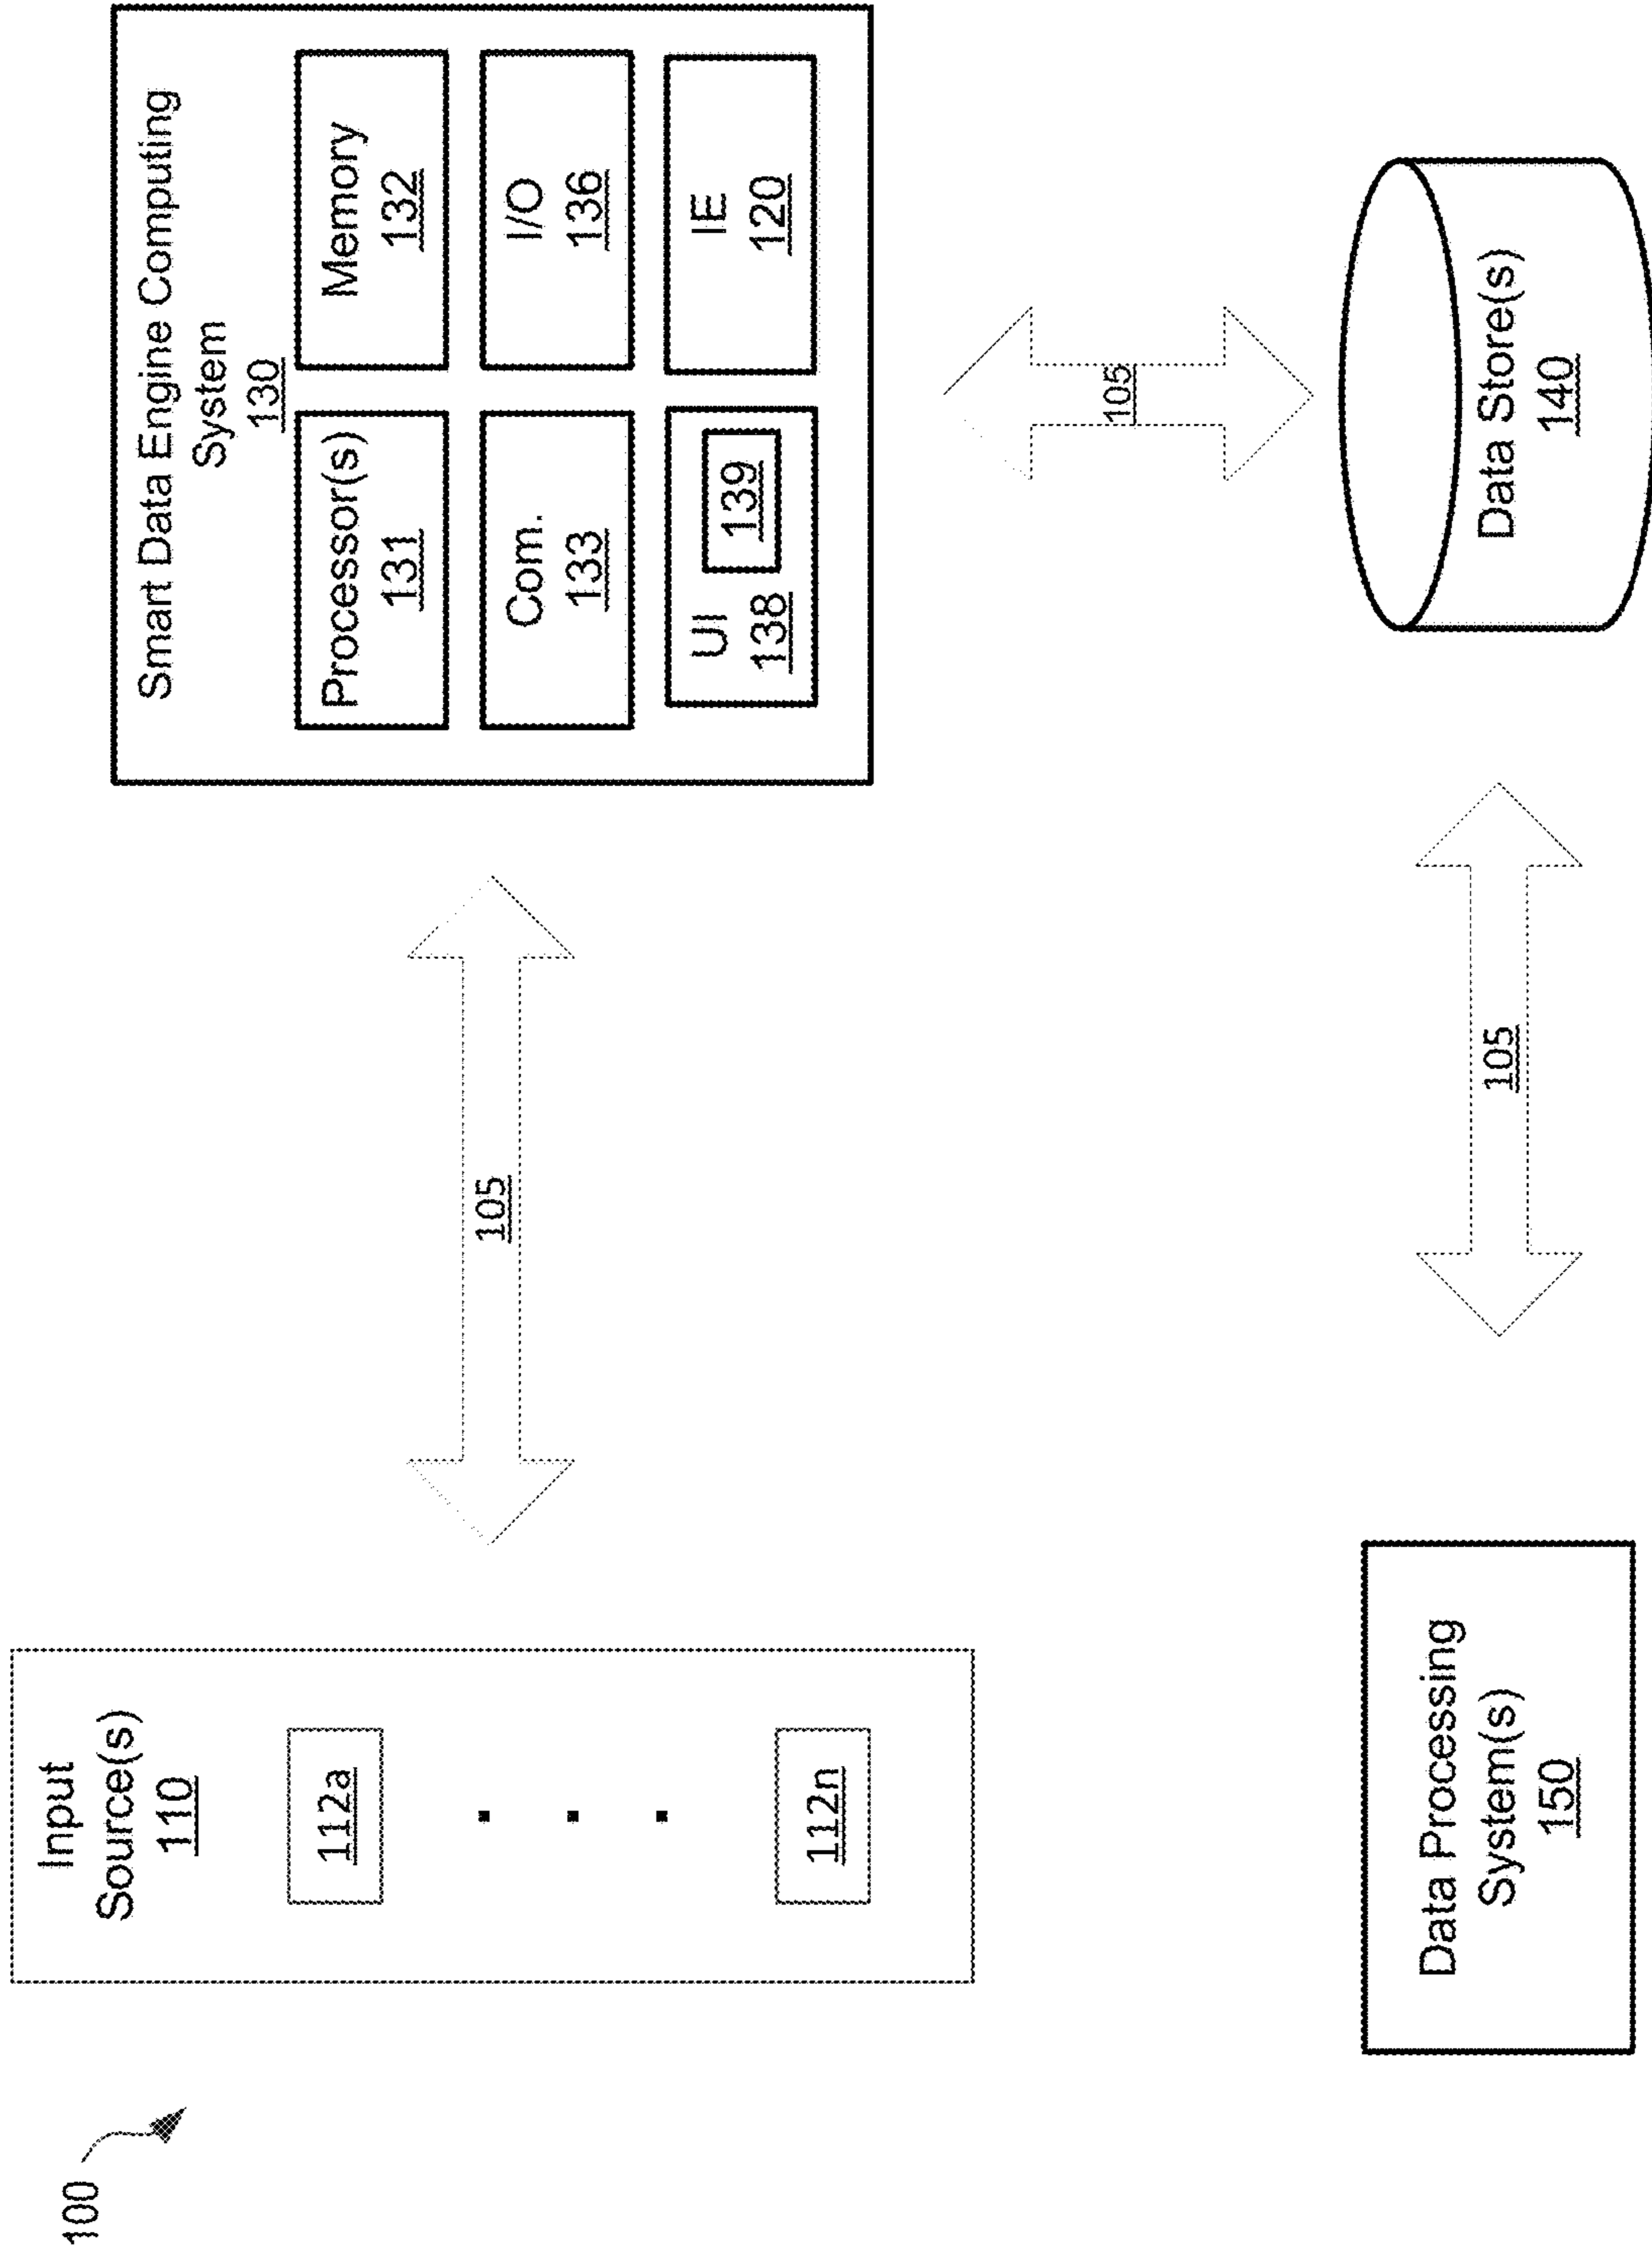 100
Input
Source(s)
110
112a
112n
105
Smart Data Engine Computing
System
130
Processor(s)
131
Memory
132
Com.
133
I/O
136
UI
138
139
IE
120
105
Data Processing
System(s)
150
105
Data Store(s)
140